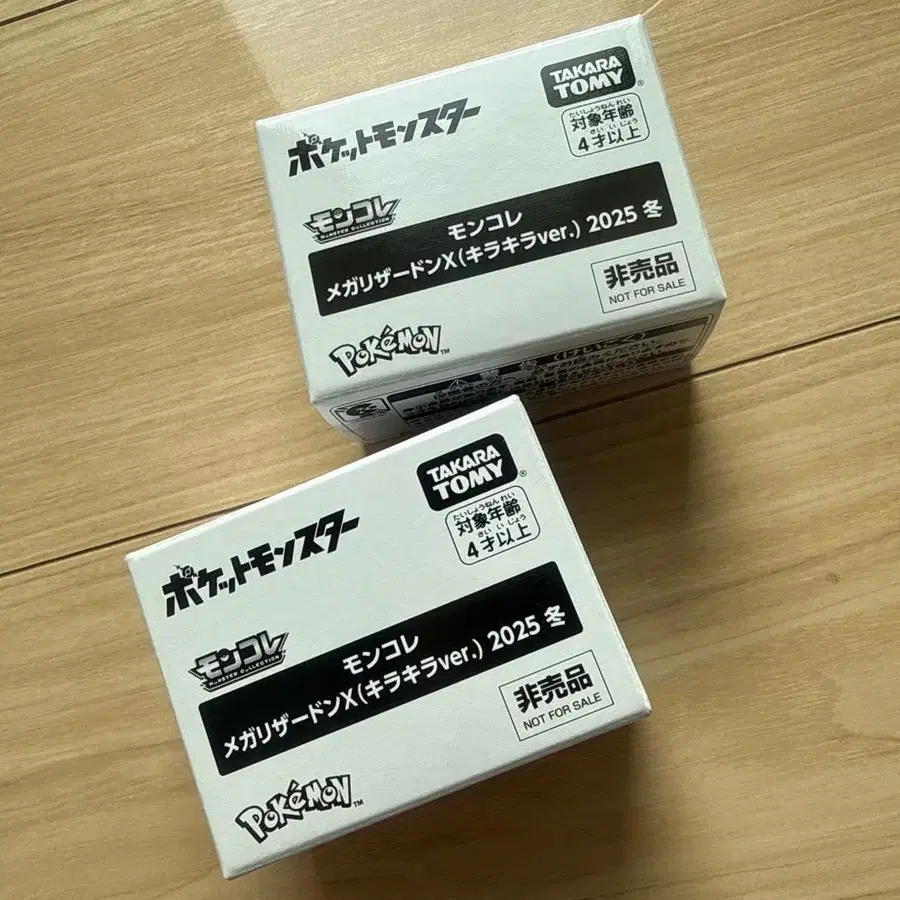 TAKARA
TOMY
®
ポケットモンスター
たいしょうねんれい
対象年齢
さいいじょう
4才以上
モンコレ
MONSTER COLLECTION
モンコレ
メガリザードンX(キラキラver.) 2025 冬
非売品
NOT FOR SALE
POKéMON
TM
(けいこく)
TAKARA
TOMY
®
ポケットモンスター
たいしょうねんれい
対象年齢
さいいじょう
4才以上
モンコレ
MONSTER COLLECTION
モンコレ
メガリザードンX(キラキラver.) 2025 冬
非売品
NOT FOR SALE
POKéMON
TM